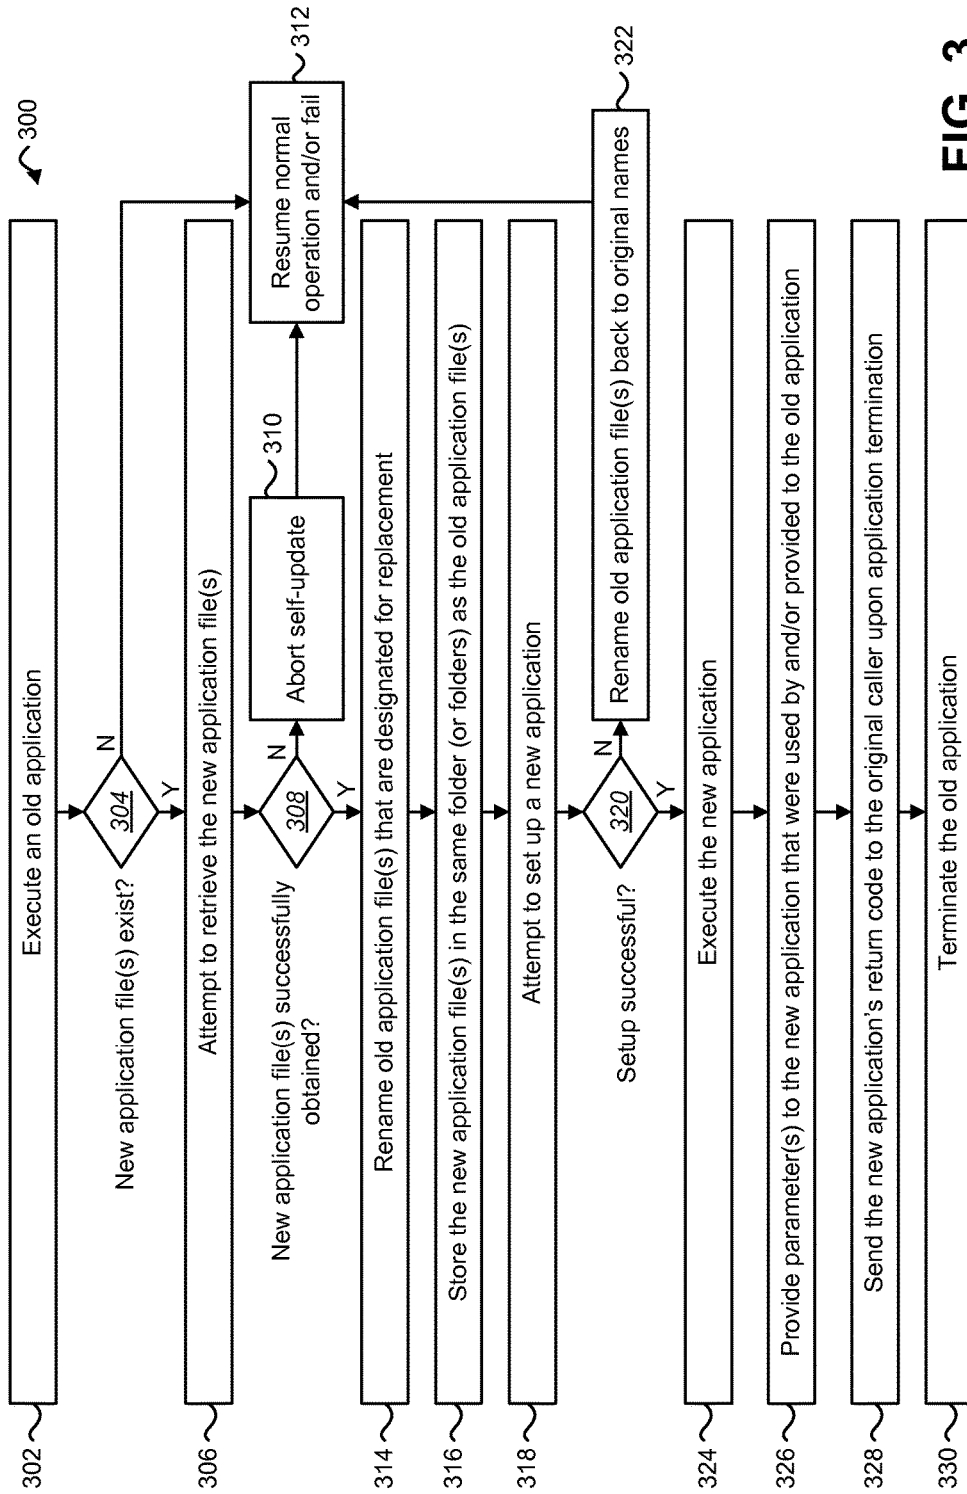 300
302
Execute an old application
New application file(s) exist?
304
N
Y
306
Attempt to retrieve the new application file(s)
New application file(s) successfully
obtained?
308
N
Y
Abort self-update
310
Resume normal
operation and/or fail
312
314
Rename old application file(s) that are designated for replacement
316
Store the new application file(s) in the same folder (or folders) as the old application file(s)
318
Attempt to set up a new application
Setup successful?
320
N
Y
Rename old application file(s) back to original names
322
324
Execute the new application
326
Provide parameter(s) to the new application that were used by and/or provided to the old application
328
Send the new application's return code to the original caller upon application termination
330
Terminate the old application
FIG. 3